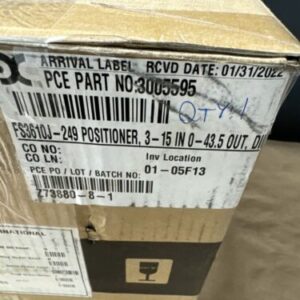 ARRIVAL LABEL RCVD DATE: 01/31/2022
PCE PART NO:3005595
QTY 1
FS3610J-249 POSITIONER, 3-15 IN 0-43.5 OUT, DI
CO NO:
CO LN:
Inv Location
PCE PO / LOT / BATCH NO:
01-05F13
Z73880-8-1